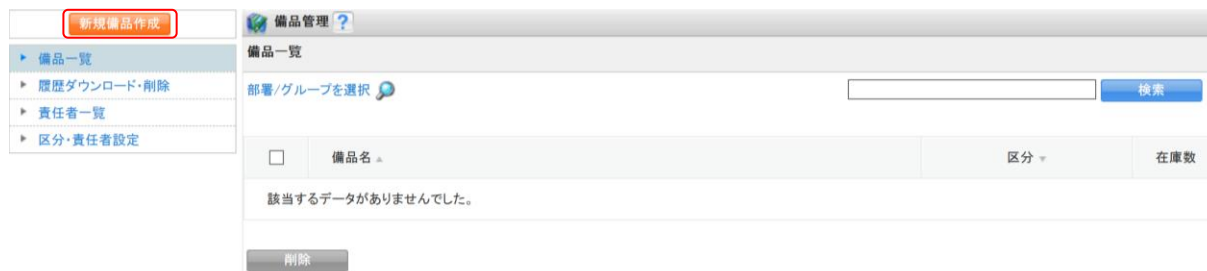 新規備品作成
備品一覧
履歴ダウンロード・削除
責任者一覧
区分・責任者設定
備品管理 ?
備品一覧
部署/グループを選択
検索
備品名 ▲ 区分 ▼ 在庫数
該当するデータがありませんでした。
削除